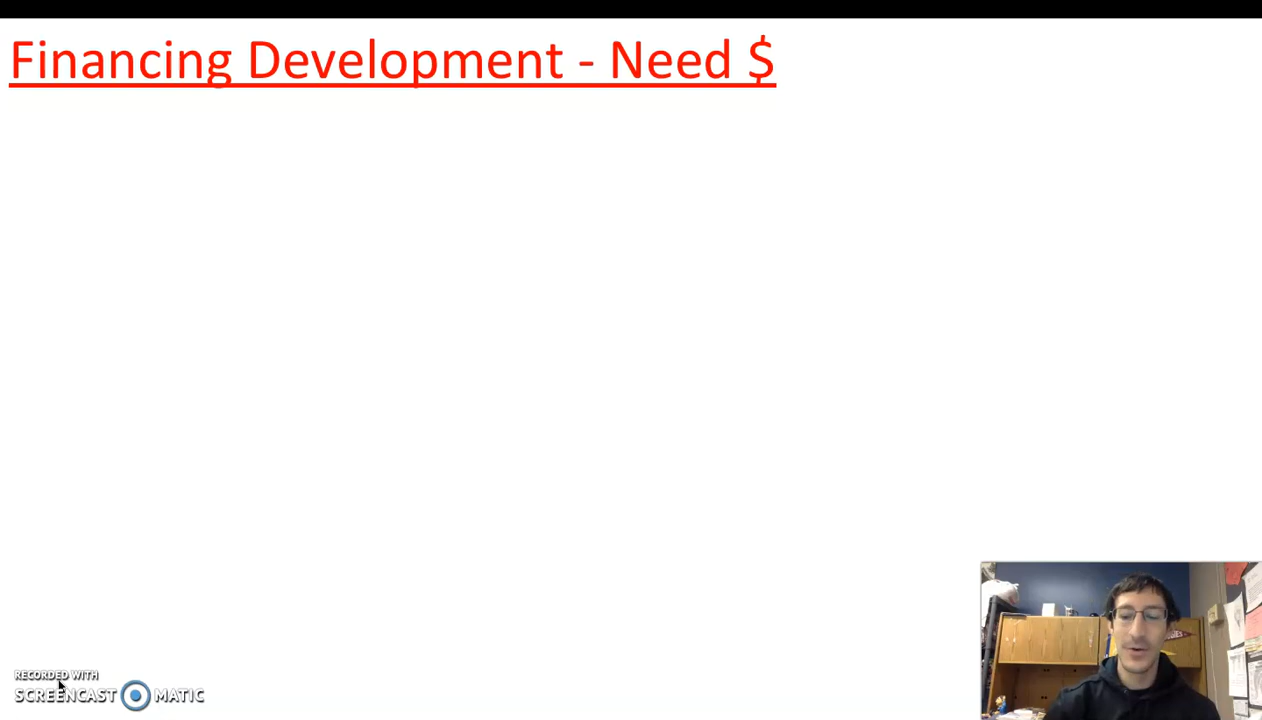 Financing Development - Need $
RECORDED WITH
SCREENCAST MATIC